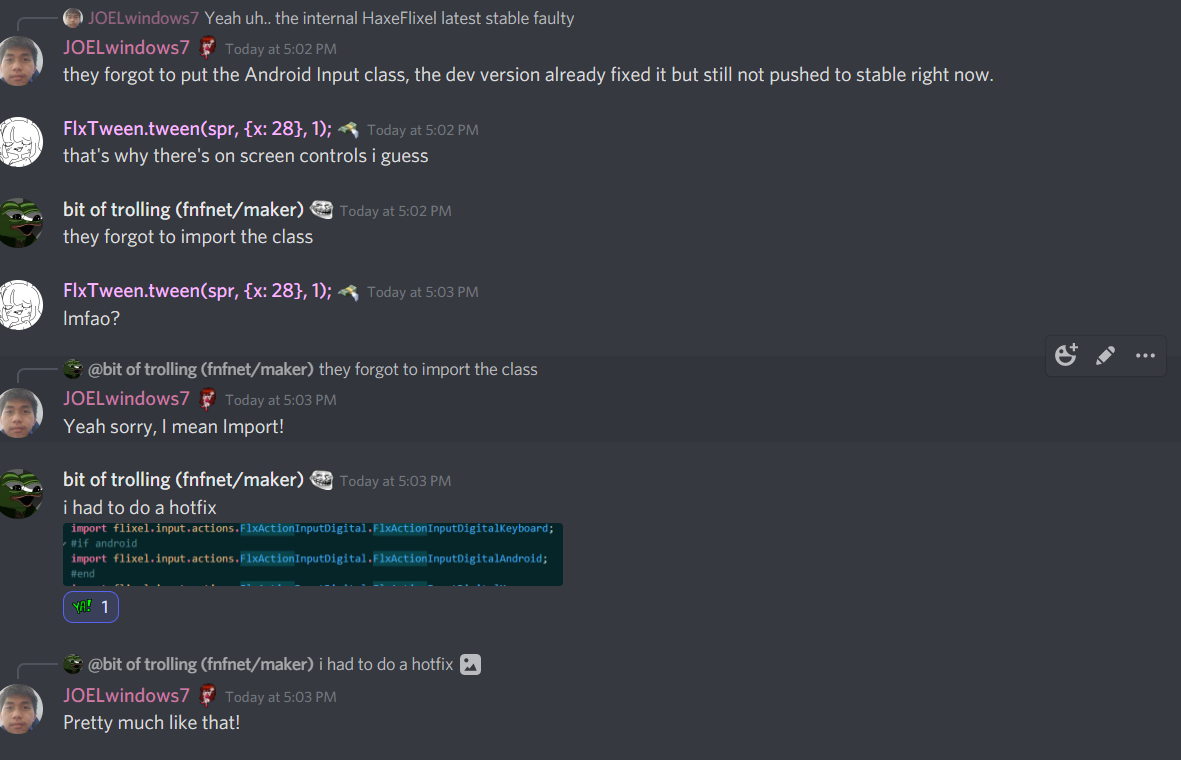 JOELwindows7 Yeah uh.. the internal HaxeFlixel latest stable faulty
JOELwindows7 Today at 5:02 PM
they forgot to put the Android Input class, the dev version already fixed it but still not pushed to stable right now.
FlxTween.tween(spr, {x: 28}, 1); Today at 5:02 PM
that's why there's on screen controls i guess
bit of trolling (fnfnet/maker) Today at 5:02 PM
they forgot to import the class
FlxTween.tween(spr, {x: 28}, 1); Today at 5:03 PM
lmfao?
@bit of trolling (fnfnet/maker) they forgot to import the class
JOELwindows7 Today at 5:03 PM
Yeah sorry, I mean Import!
bit of trolling (fnfnet/maker) Today at 5:03 PM
i had to do a hotfix
import flixel.input.actions.FlxActionInputDigital.FlxActionInputDigitalKeyboard;
#if android
import flixel.input.actions.FlxActionInputDigital.FlxActionInputDigitalAndroid;
#end
YA! 1
@bit of trolling (fnfnet/maker) i had to do a hotfix
JOELwindows7 Today at 5:03 PM
Pretty much like that!